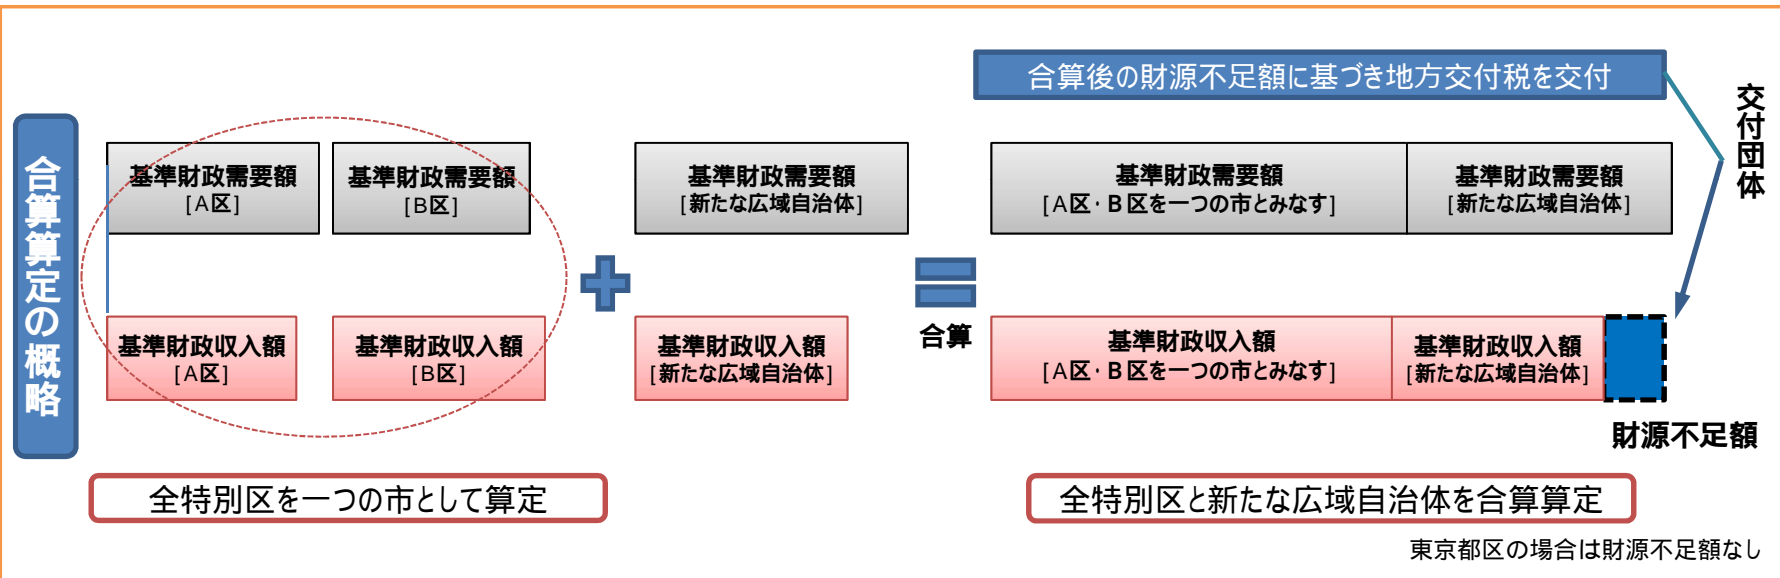 合算算定の概略
合算後の財源不足額に基づき地方交付税を交付
交付団体
基準財政需要額
[A区]
基準財政需要額
[B区]
基準財政需要額
[新たな広域自治体]
基準財政需要額
[A区・B区を一つの市とみなす]
基準財政需要額
[新たな広域自治体]
合算
基準財政収入額
[A区]
基準財政収入額
[B区]
基準財政収入額
[新たな広域自治体]
基準財政収入額
[A区・B区を一つの市とみなす]
基準財政収入額
[新たな広域自治体]
財源不足額
全特別区を一つの市として算定
全特別区と新たな広域自治体を合算算定
東京都区の場合は財源不足額なし